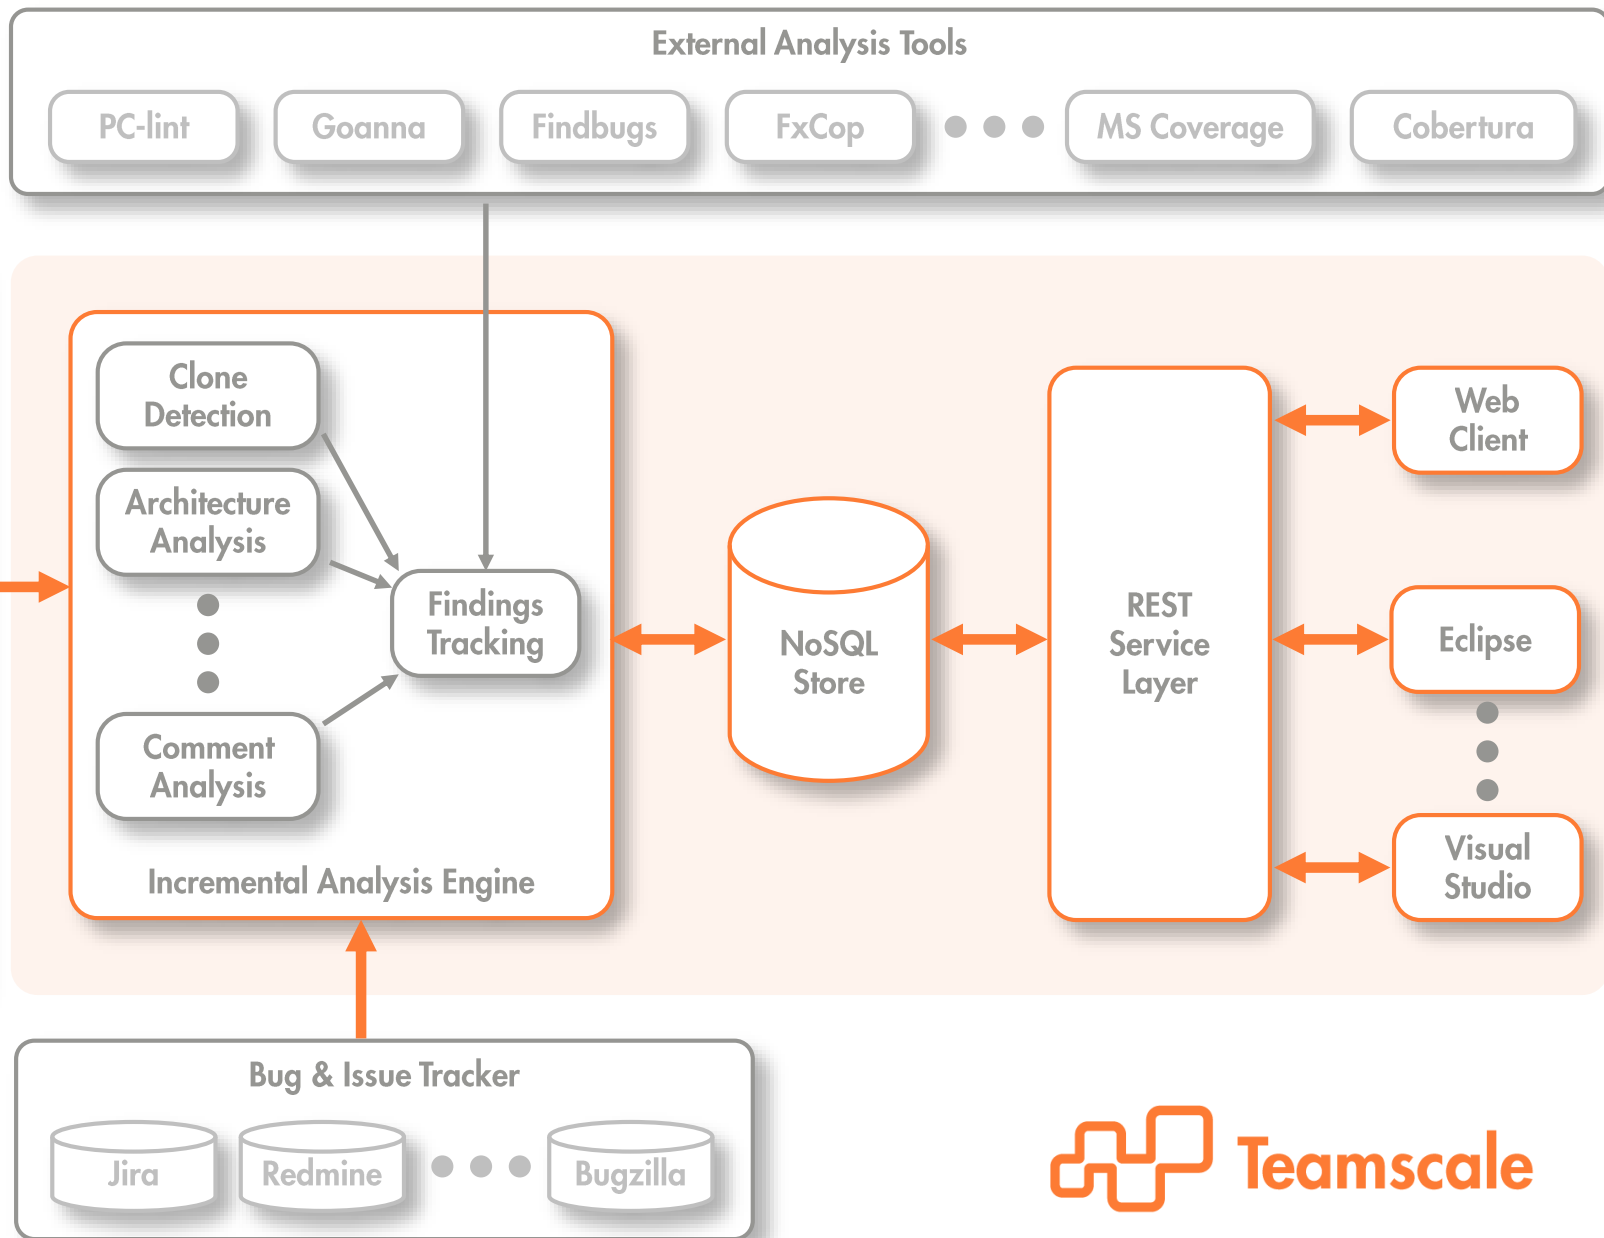 External Analysis Tools
PC-lint
Goanna
Findbugs
FxCop
MS Coverage
Cobertura
Clone
Detection
Architecture
Analysis
Findings
Tracking
Comment
Analysis
Incremental Analysis Engine
NoSQL
Store
REST
Service
Layer
Web
Client
Eclipse
Visual
Studio
Bug & Issue Tracker
Jira
Redmine
Bugzilla
Teamscale